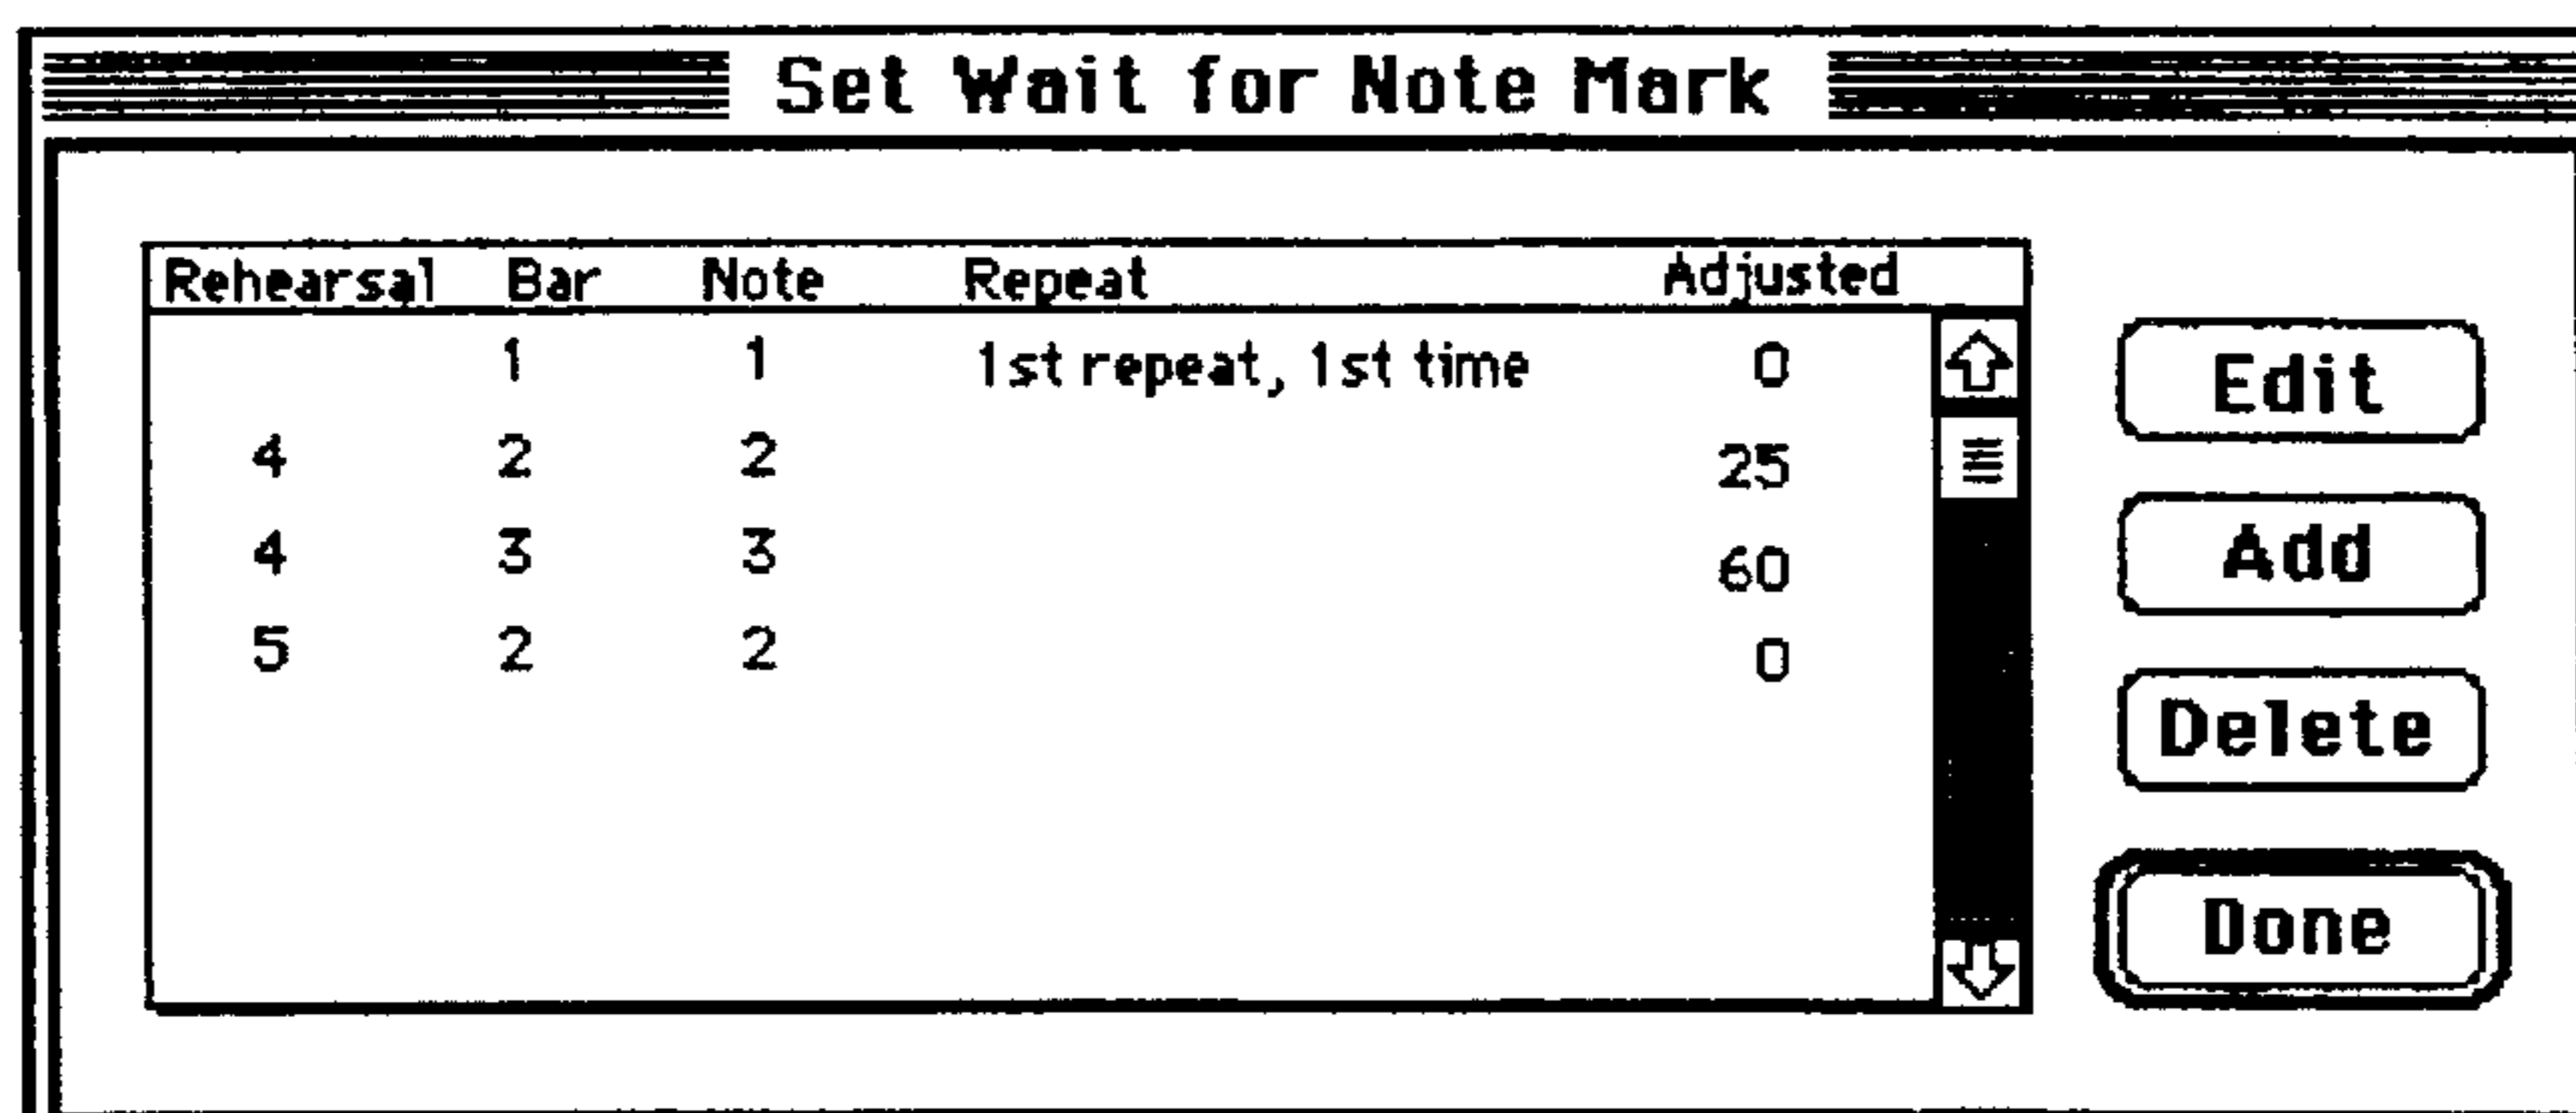 Set Wait for Note Mark
Rehearsal Bar Note Repeat Adjusted
1 1 1st repeat, 1st time 0
4 2 2 25
4 3 3 60
5 2 2 0
Edit
Add
Delete
Done